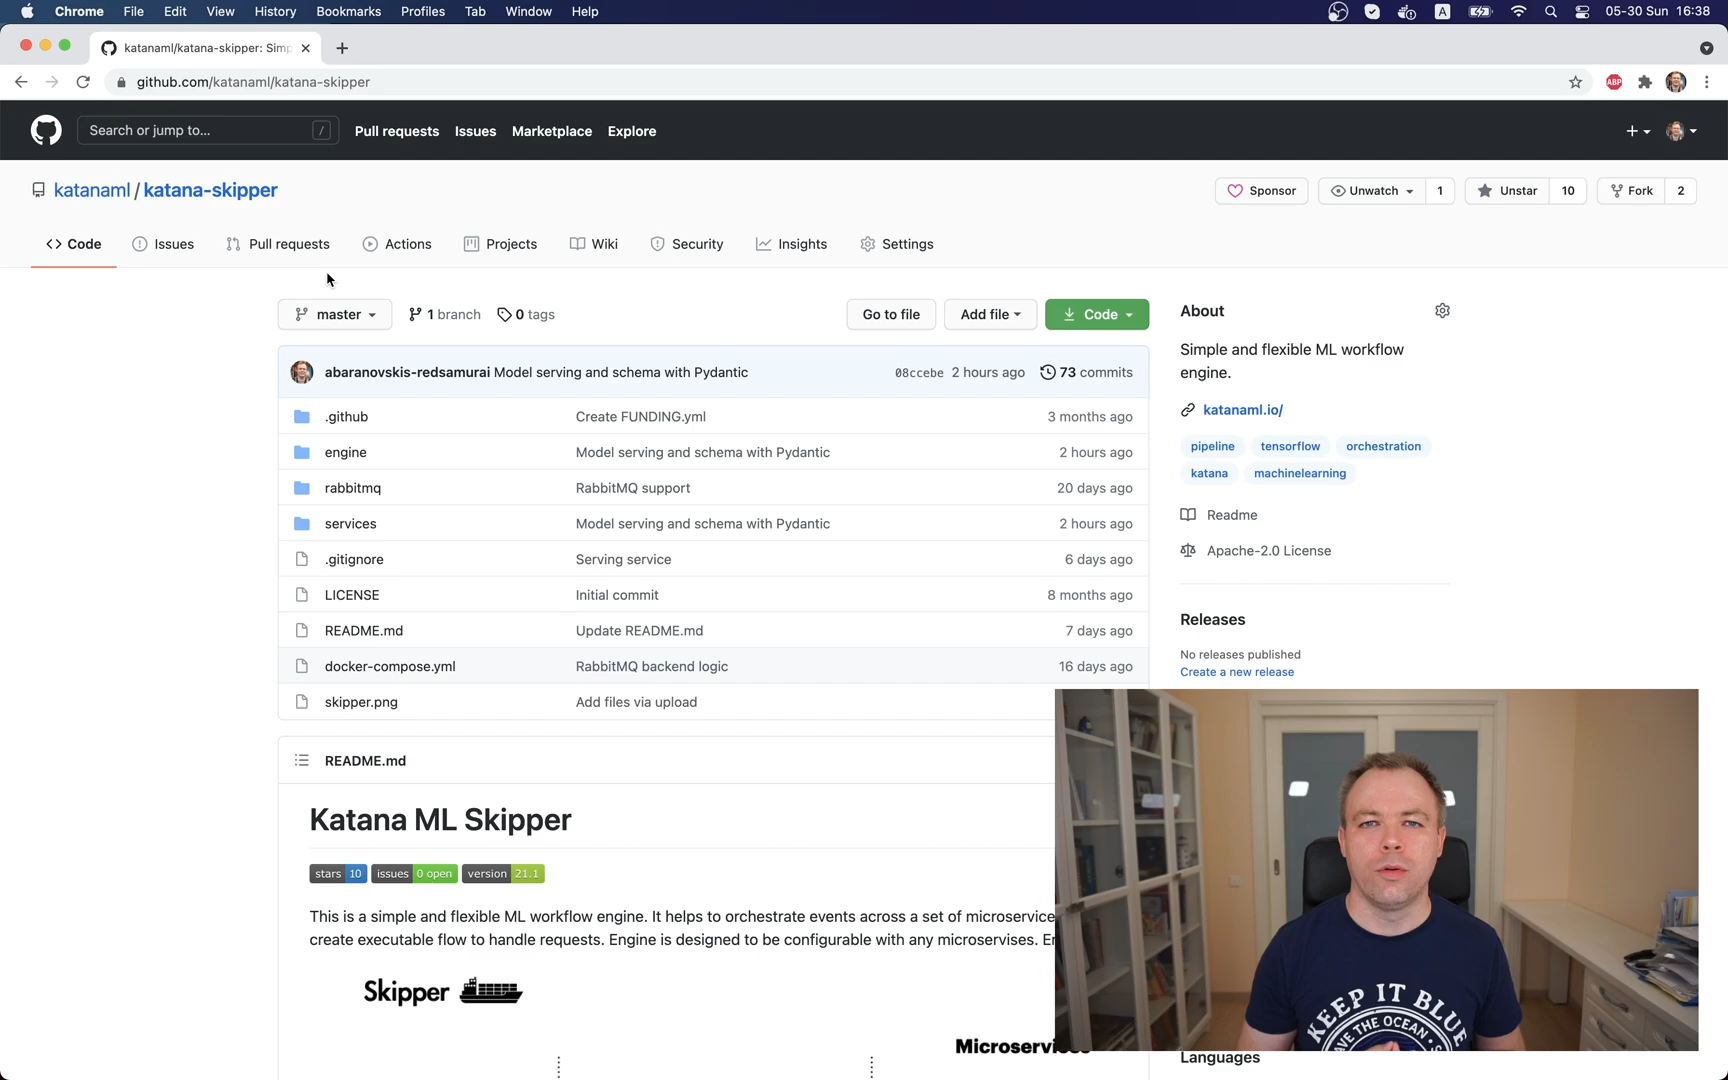 Chrome File Edit View History Bookmarks Profiles Tab Window Help
A
05-30 Sun 16:38
katanaml/katana-skipper: Simp
github.com/katanaml/katana-skipper
ABP
Search or jump to... /
Pull requests Issues Marketplace Explore
katanaml / katana-skipper
Sponsor
Unwatch 1
Unstar 10
Fork 2
Code Issues Pull requests Actions Projects Wiki Security Insights Settings
master 1 branch 0 tags
Go to file Add file Code
abaranovskis-redsamurai Model serving and schema with Pydantic 08ccebe 2 hours ago 73 commits
.github Create FUNDING.yml 3 months ago
engine Model serving and schema with Pydantic 2 hours ago
rabbitmq RabbitMQ support 20 days ago
services Model serving and schema with Pydantic 2 hours ago
.gitignore Serving service 6 days ago
LICENSE Initial commit 8 months ago
README.md Update README.md 7 days ago
docker-compose.yml RabbitMQ backend logic 16 days ago
skipper.png Add files via upload
README.md
Katana ML Skipper
stars 10 issues 0 open version 21.1
This is a simple and flexible ML workflow engine. It helps to orchestrate events across a set of microservice
create executable flow to handle requests. Engine is designed to be configurable with any microservises.
Skipper
Microservices
About
Simple and flexible ML workflow
engine.
katanaml.io/
pipeline tensorflow orchestration
katana machinelearning
Readme
Apache-2.0 License
Releases
No releases published
Create a new release
KEEP IT BLUE
THE OCEAN
Languages